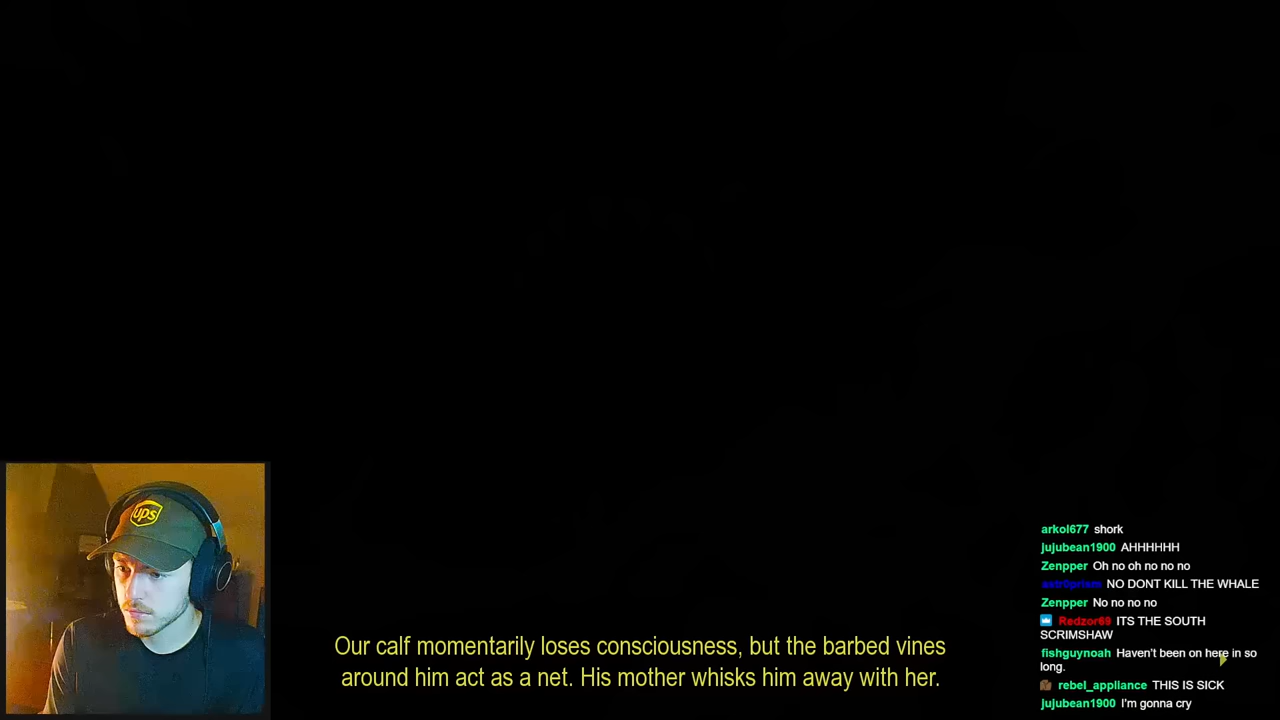 ups
Our calf momentarily loses consciousness, but the barbed vines
around him act as a net. His mother whisks him away with her.
arkol677 shork
jujubean1900 AHHHHHH
Zenpper Oh no oh no no no
astr0prism NO DONT KILL THE WHALE
Zenpper No no no no
Redzor69 ITS THE SOUTH
SCRIMSHAW
fishguynoah Haven't been on here in so
long.
rebel_appliance THIS IS SICK
jujubean1900 I'm gonna cry